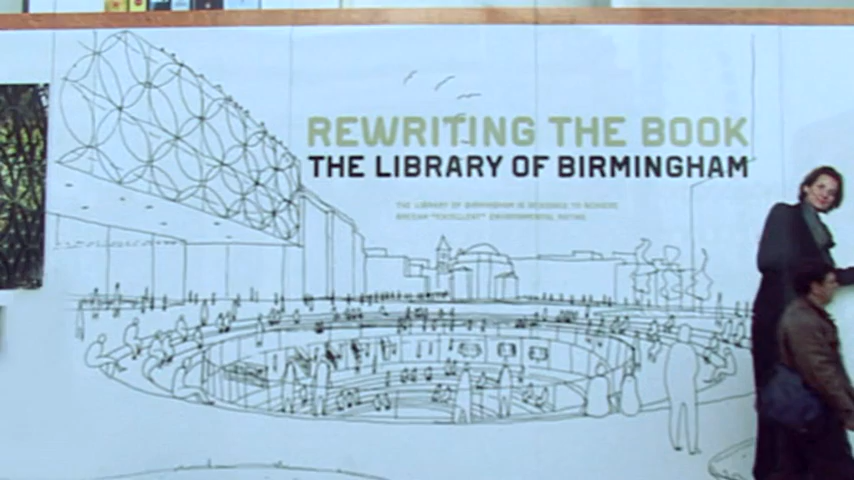 REWRITING THE BOOK
THE LIBRARY OF BIRMINGHAM
THE LIBRARY OF BIRMINGHAM IS DESIGNED TO ACHIEVE
BREEAM "EXCELLENT" ENVIRONMENTAL RATING